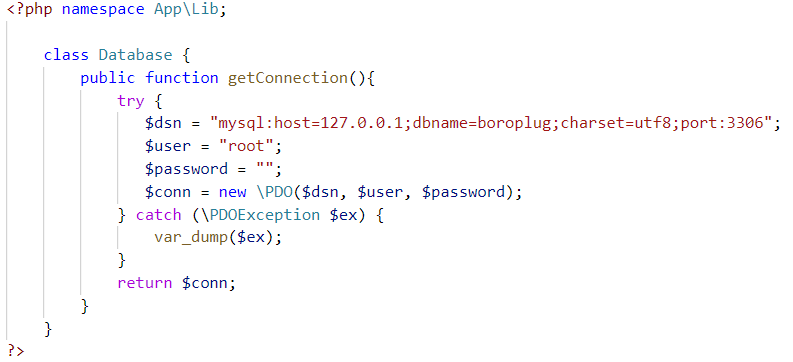 <?php namespace App\Lib;
class Database {
public function getConnection(){
try {
$dsn = "mysql:host=127.0.0.1;dbname=boroplug;charset=utf8;port:3306";
$user = "root";
$password = "";
$conn = new \PDO($dsn, $user, $password);
} catch (\PDOException $ex) {
var_dump($ex);
}
return $conn;
}
}
?>